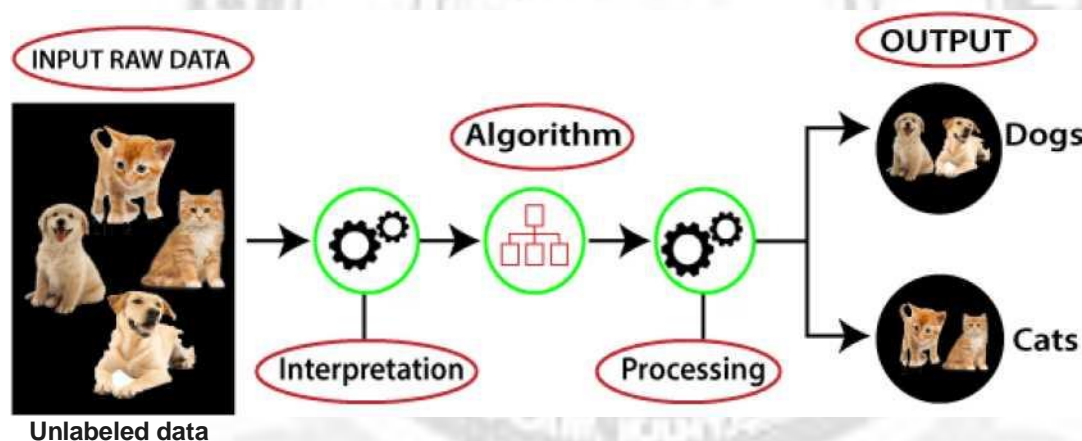 INPUT RAW DATA
OUTPUT
Algorithm
Dogs
Interpretation
Processing
Cats
Unlabeled data